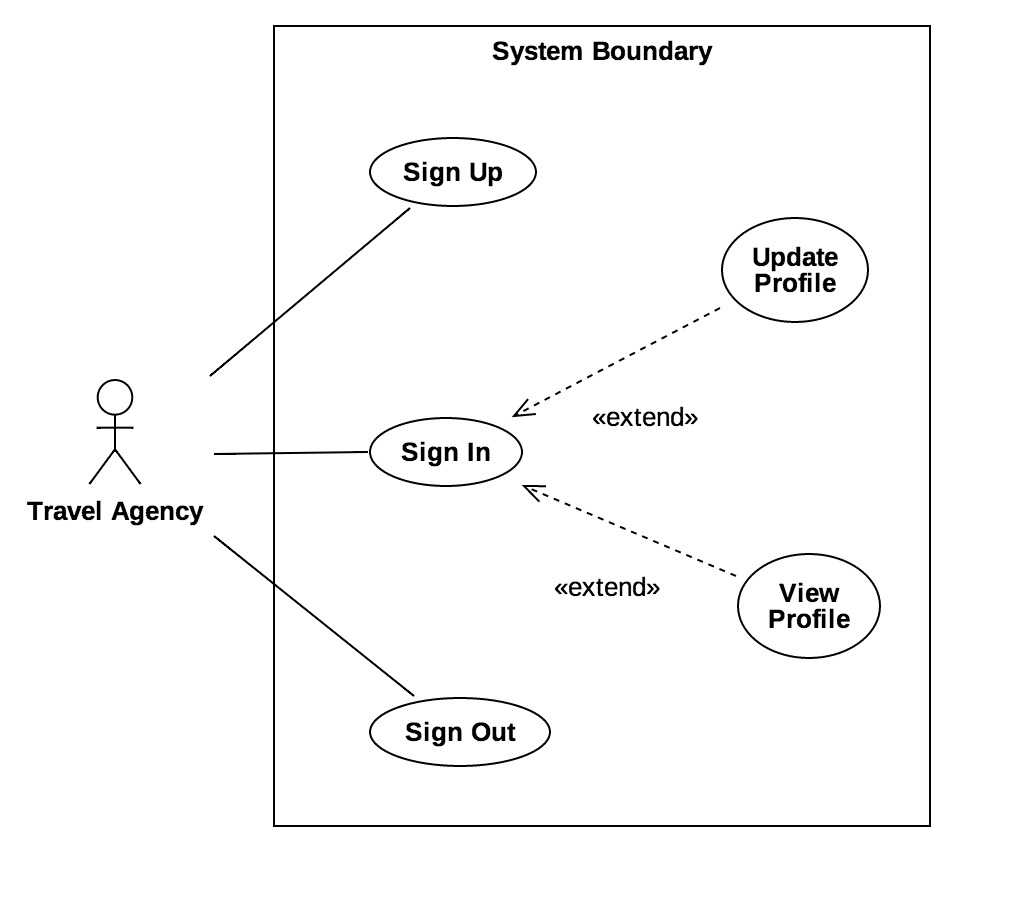 System Boundary
Sign Up
Update
Profile
«extend»
Sign In
Travel Agency
«extend»
View
Profile
Sign Out